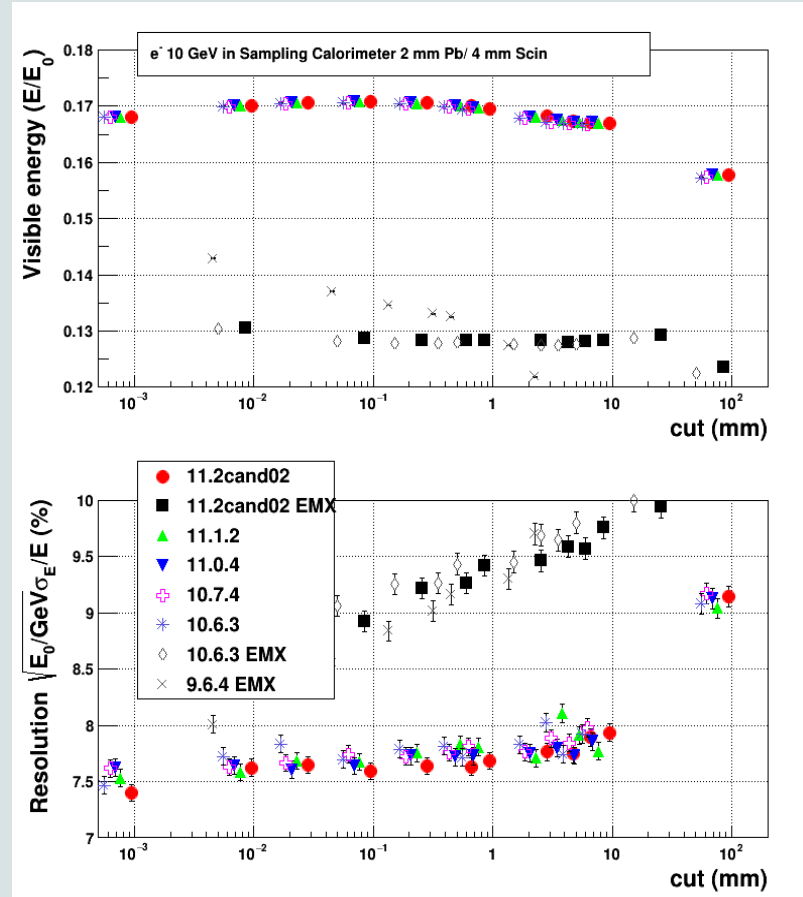 e⁻ 10 GeV in Sampling Calorimeter 2 mm Pb/ 4 mm Scin
Visible energy (E/E₀)
0.18
0.17
0.16
0.15
0.14
0.13
0.12
10⁻³ 10⁻² 10⁻¹ 1 10 10²
cut (mm)
Resolution √E₀/GeV σ_E/E (%)
10
9.5
9
8.5
8
7.5
7
11.2cand02
11.2cand02 EMX
11.1.2
11.0.4
10.7.4
10.6.3
10.6.3 EMX
9.6.4 EMX
10⁻³ 10⁻² 10⁻¹ 1 10 10²
cut (mm)